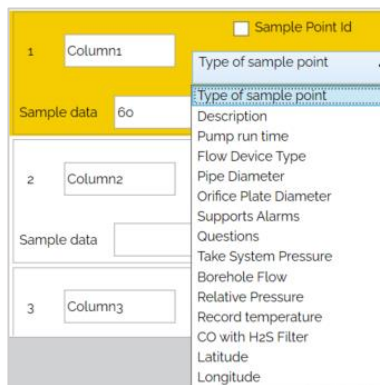 Sample Point Id
1 Column1
Type of sample point
Sample data 60
Type of sample point
Description
Pump run time
Flow Device Type
Pipe Diameter
Orifice Plate Diameter
Supports Alarms
Questions
Take System Pressure
Borehole Flow
Relative Pressure
Record temperature
CO with H2S Filter
Latitude
Longitude
2 Column2
Sample data
3 Column3